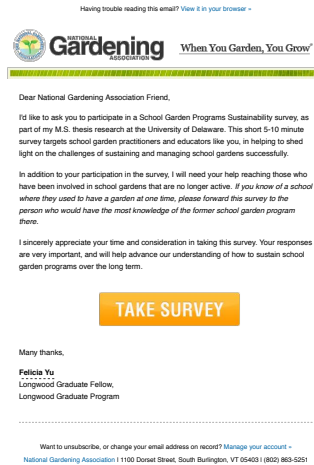 Having trouble reading this email? View it in your browser »
NATIONAL
Gardening
ASSOCIATION
When You Garden, You Grow®
Dear National Gardening Association Friend,
I'd like to ask you to participate in a School Garden Programs Sustainability survey, as
part of my M.S. thesis research at the University of Delaware. This short 5-10 minute
survey targets school garden practitioners and educators like you, in helping to shed
light on the challenges of sustaining and managing school gardens successfully.
In addition to your participation in the survey, I will need your help reaching those who
have been involved in school gardens that are no longer active. If you know of a school
where they used to have a garden at one time, please forward this survey to the
person who would have the most knowledge of the former school garden program
there.
I sincerely appreciate your time and consideration in taking this survey. Your responses
are very important, and will help advance our understanding of how to sustain school
garden programs over the long term.
TAKE SURVEY
Many thanks,
Felicia Yu
Longwood Graduate Fellow,
Longwood Graduate Program
Want to unsubscribe, or change your email address on record? Manage your account »
National Gardening Association I 1100 Dorset Street, South Burlington, VT 05403 I (802) 863-5251